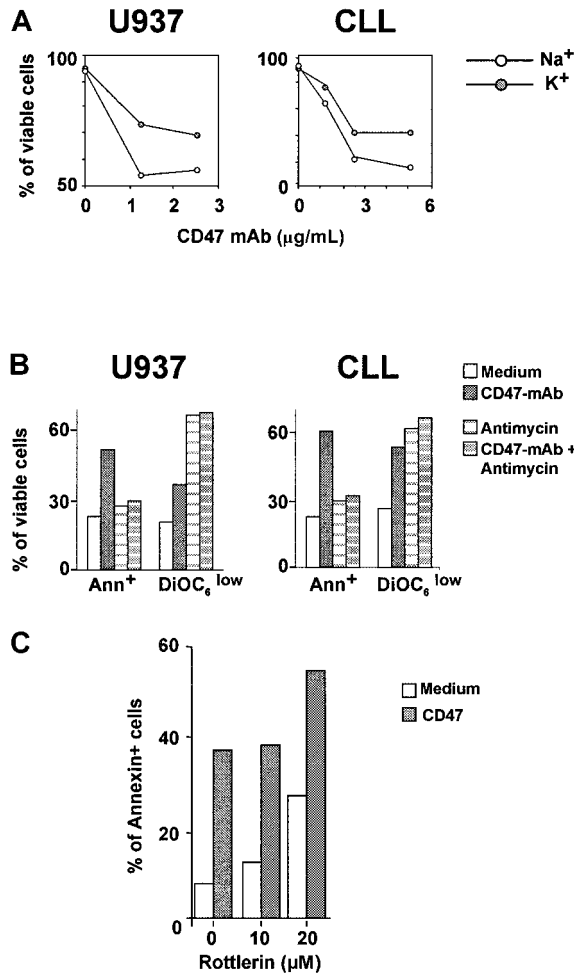 A
U937
CLL
Na+
K+
% of viable cells
100
50
0 1 2 3
100
0
0 3 6
CD47 mAb (µg/mL)
B
U937
CLL
Medium
CD47-mAb
Antimycin
CD47-mAb +
Antimycin
% of viable cells
60
30
0
Ann+ DiOC6 low
60
30
0
Ann+ DiOC6 low
C
Medium
CD47
% of Annexin+ cells
60
40
20
0
0 10 20
Rottlerin (µM)